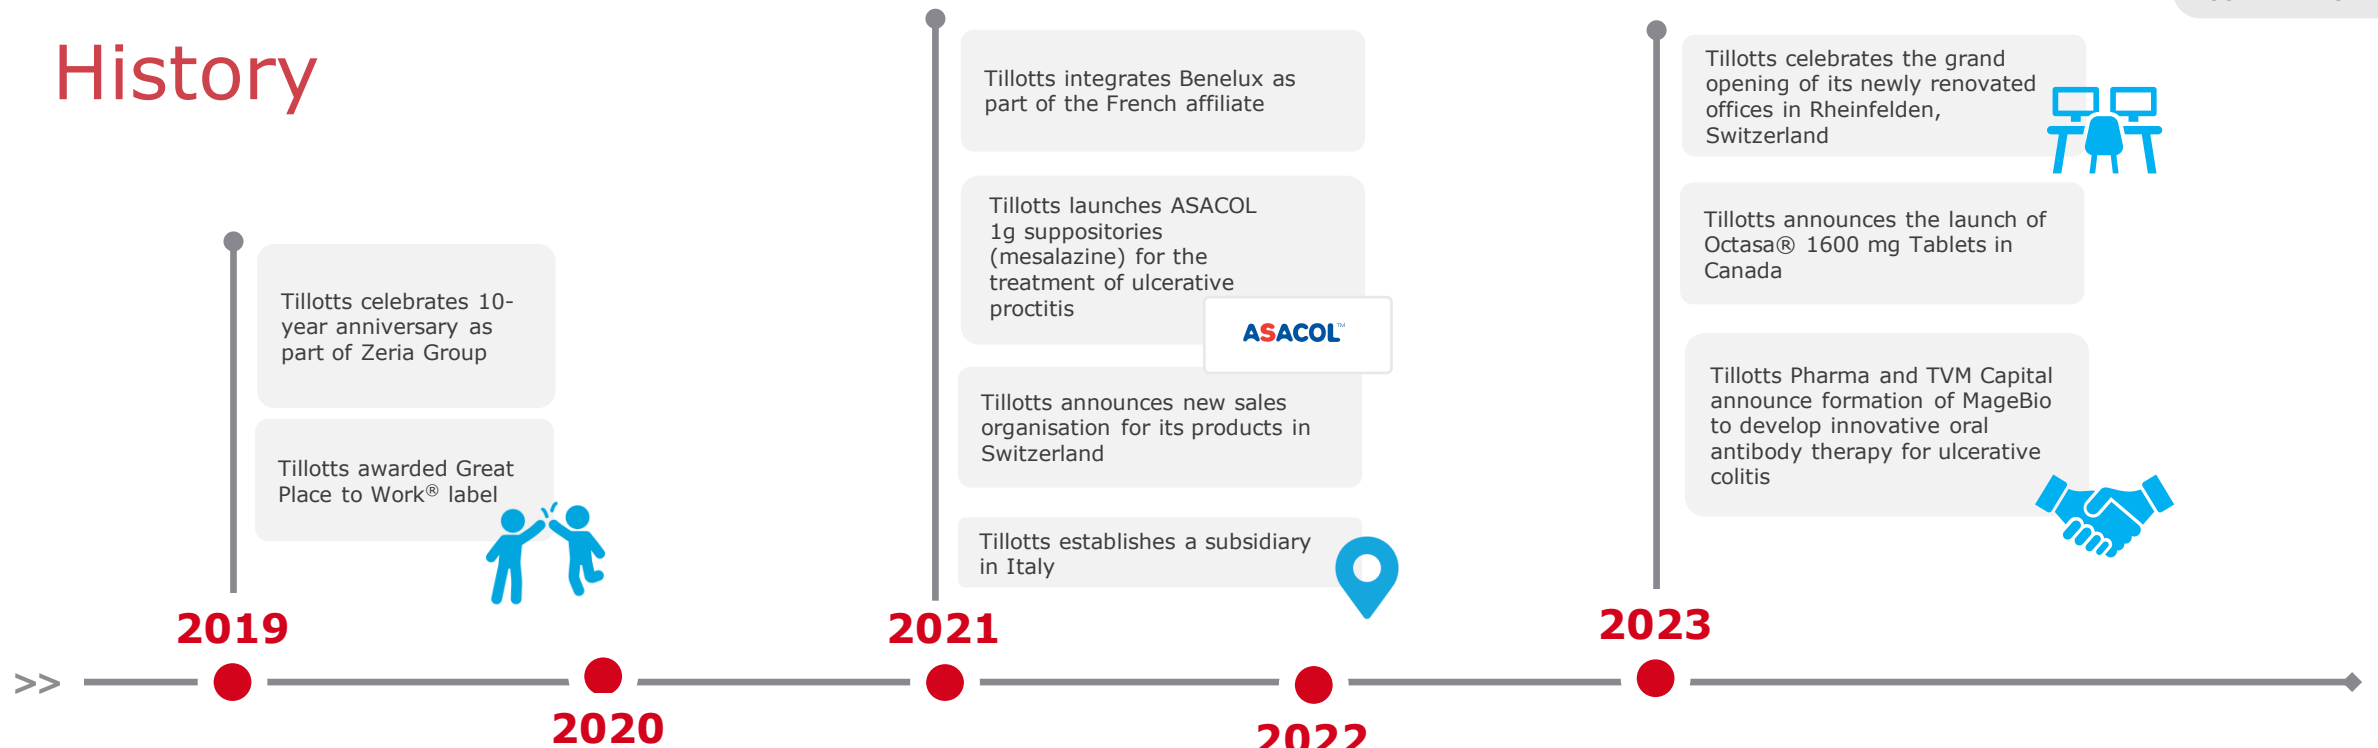 History
Tillotts celebrates 10-
year anniversary as
part of Zeria Group
Tillotts awarded Great
Place to Work® label
2019
2020
Tillotts integrates Benelux as
part of the French affiliate
Tillotts launches ASACOL
1g suppositories
(mesalazine) for the
treatment of ulcerative
proctitis
ASACOL™
Tillotts announces new sales
organisation for its products in
Switzerland
Tillotts establishes a subsidiary
in Italy
2021
2022
Tillotts celebrates the grand
opening of its newly renovated
offices in Rheinfelden,
Switzerland
Tillotts announces the launch of
Octasa® 1600 mg Tablets in
Canada
Tillotts Pharma and TVM Capital
announce formation of MageBio
to develop innovative oral
antibody therapy for ulcerative
colitis
2023
>>